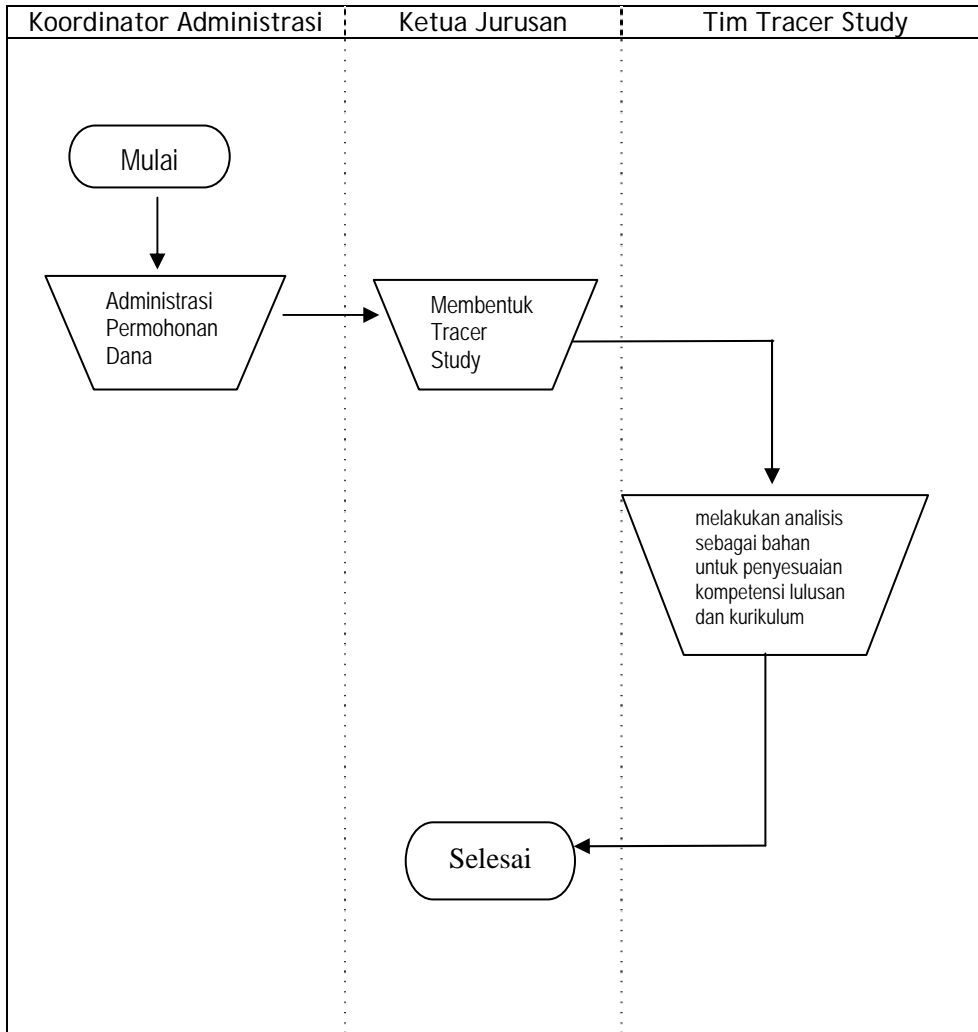 Koordinator Administrasi
Ketua Jurusan
Tim Tracer Study
Mulai
Administrasi
Permohonan
Dana
Membentuk
Tracer
Study
melakukan analisis
sebagai bahan
untuk penyesuaian
kompetensi lulusan
dan kurikulum
Selesai